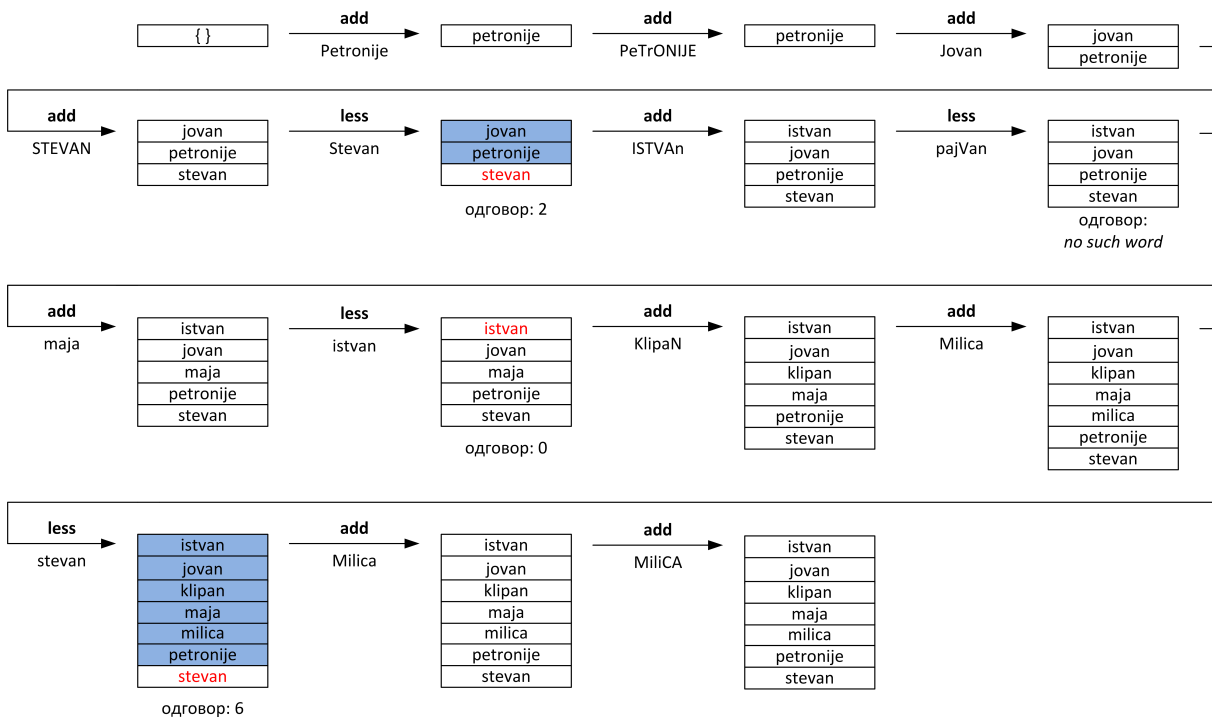 { }
add
Petronije
petronije
add
PeTrONIJE
petronije
add
Jovan
jovan
petronije
add
STEVAN
jovan
petronije
stevan
less
Stevan
jovan
petronije
stevan
одговор: 2
add
ISTVAn
istvan
jovan
petronije
stevan
less
pajVan
istvan
jovan
petronije
stevan
одговор:
no such word
add
maja
istvan
jovan
maja
petronije
stevan
less
istvan
istvan
jovan
maja
petronije
stevan
одговор: 0
add
KlipaN
istvan
jovan
klipan
maja
petronije
stevan
add
Milica
istvan
jovan
klipan
maja
milica
petronije
stevan
less
stevan
istvan
jovan
klipan
maja
milica
petronije
stevan
одговор: 6
add
Milica
istvan
jovan
klipan
maja
milica
petronije
stevan
add
MiliCA
istvan
jovan
klipan
maja
milica
petronije
stevan